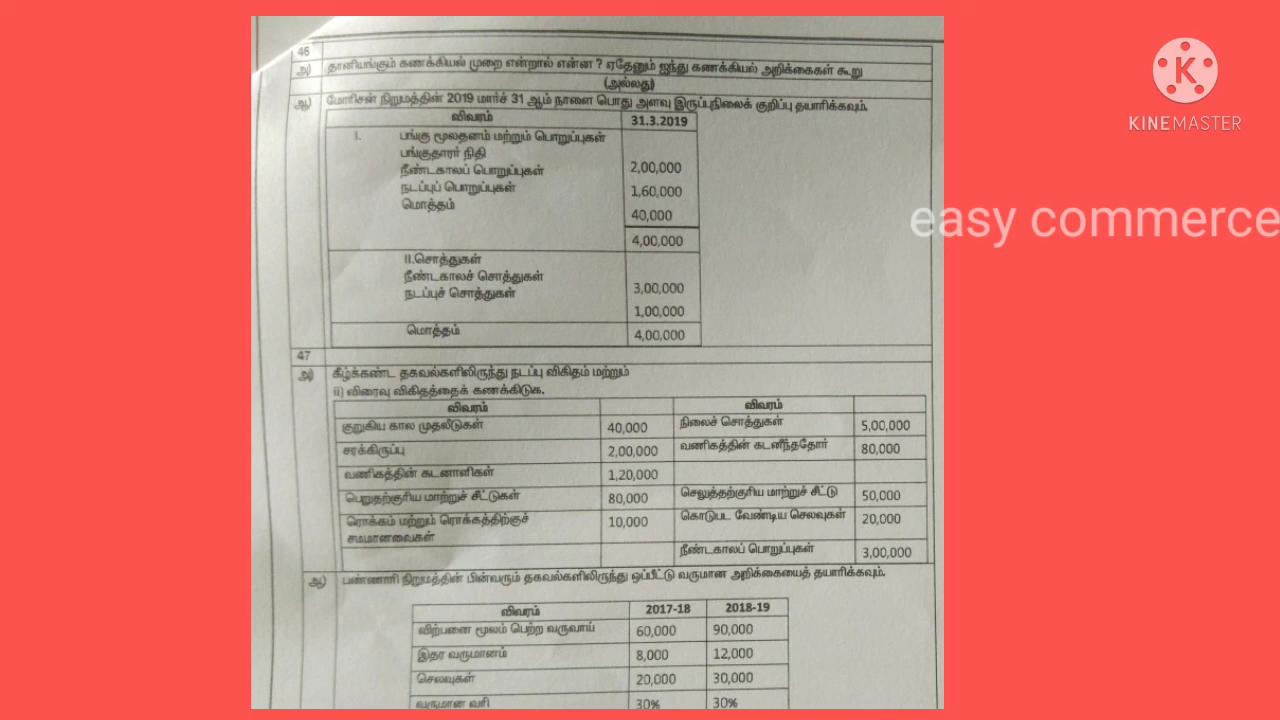 46
அ) தானியங்கும் கணக்கியல் முறை என்றால் என்ன ? ஏதேனும் ஐந்து கணக்கியல் அறிக்கைகள் கூறு
(அல்லது)
ஆ) மோரிசன் நிறுமத்தின் 2019 மார்ச் 31 ஆம் நாளை பொது அளவு இருப்புநிலைக் குறிப்பு தயாரிக்கவும்.
விவரம் 31.3.2019
I. பங்கு மூலதனம் மற்றும் பொறுப்புகள்
பங்குதாரர் நிதி 2,00,000
நீண்டகாலப் பொறுப்புகள் 1,60,000
நடப்புப் பொறுப்புகள் 40,000
மொத்தம் 4,00,000
II.சொத்துகள்
நீண்டகாலச் சொத்துகள் 3,00,000
நடப்புச் சொத்துகள் 1,00,000
மொத்தம் 4,00,000
47
அ) கீழ்க்கண்ட தகவல்களிலிருந்து நடப்பு விகிதம் மற்றும்
ii) விரைவு விகிதத்தைக் கணக்கிடுக.
விவரம் விவரம்
குறுகிய கால முதலீடுகள் 40,000 நிலைச் சொத்துகள் 5,00,000
சரக்கிருப்பு 2,00,000 வணிகத்தின் கடனீந்ததோர் 80,000
வணிகத்தின் கடனாளிகள் 1,20,000
பெறுதற்குரிய மாற்றுச் சீட்டுகள் 80,000 செலுத்தற்குரிய மாற்றுச் சீட்டு 50,000
ரொக்கம் மற்றும் ரொக்கத்திற்குச் 10,000 கொடுபட வேண்டிய செலவுகள் 20,000
சமமானவைகள்
நீண்டகாலப் பொறுப்புகள் 3,00,000
ஆ) பண்ணாரி நிறுமத்தின் பின்வரும் தகவல்களிலிருந்து ஒப்பீட்டு வருமான அறிக்கையைத் தயாரிக்கவும்.
விவரம் 2017-18 2018-19
விற்பனை மூலம் பெற்ற வருவாய் 60,000 90,000
இதர வருமானம் 8,000 12,000
செலவுகள் 20,000 30,000
வருமான வரி 30% 30%
K
KINEMASTER
easy commerce